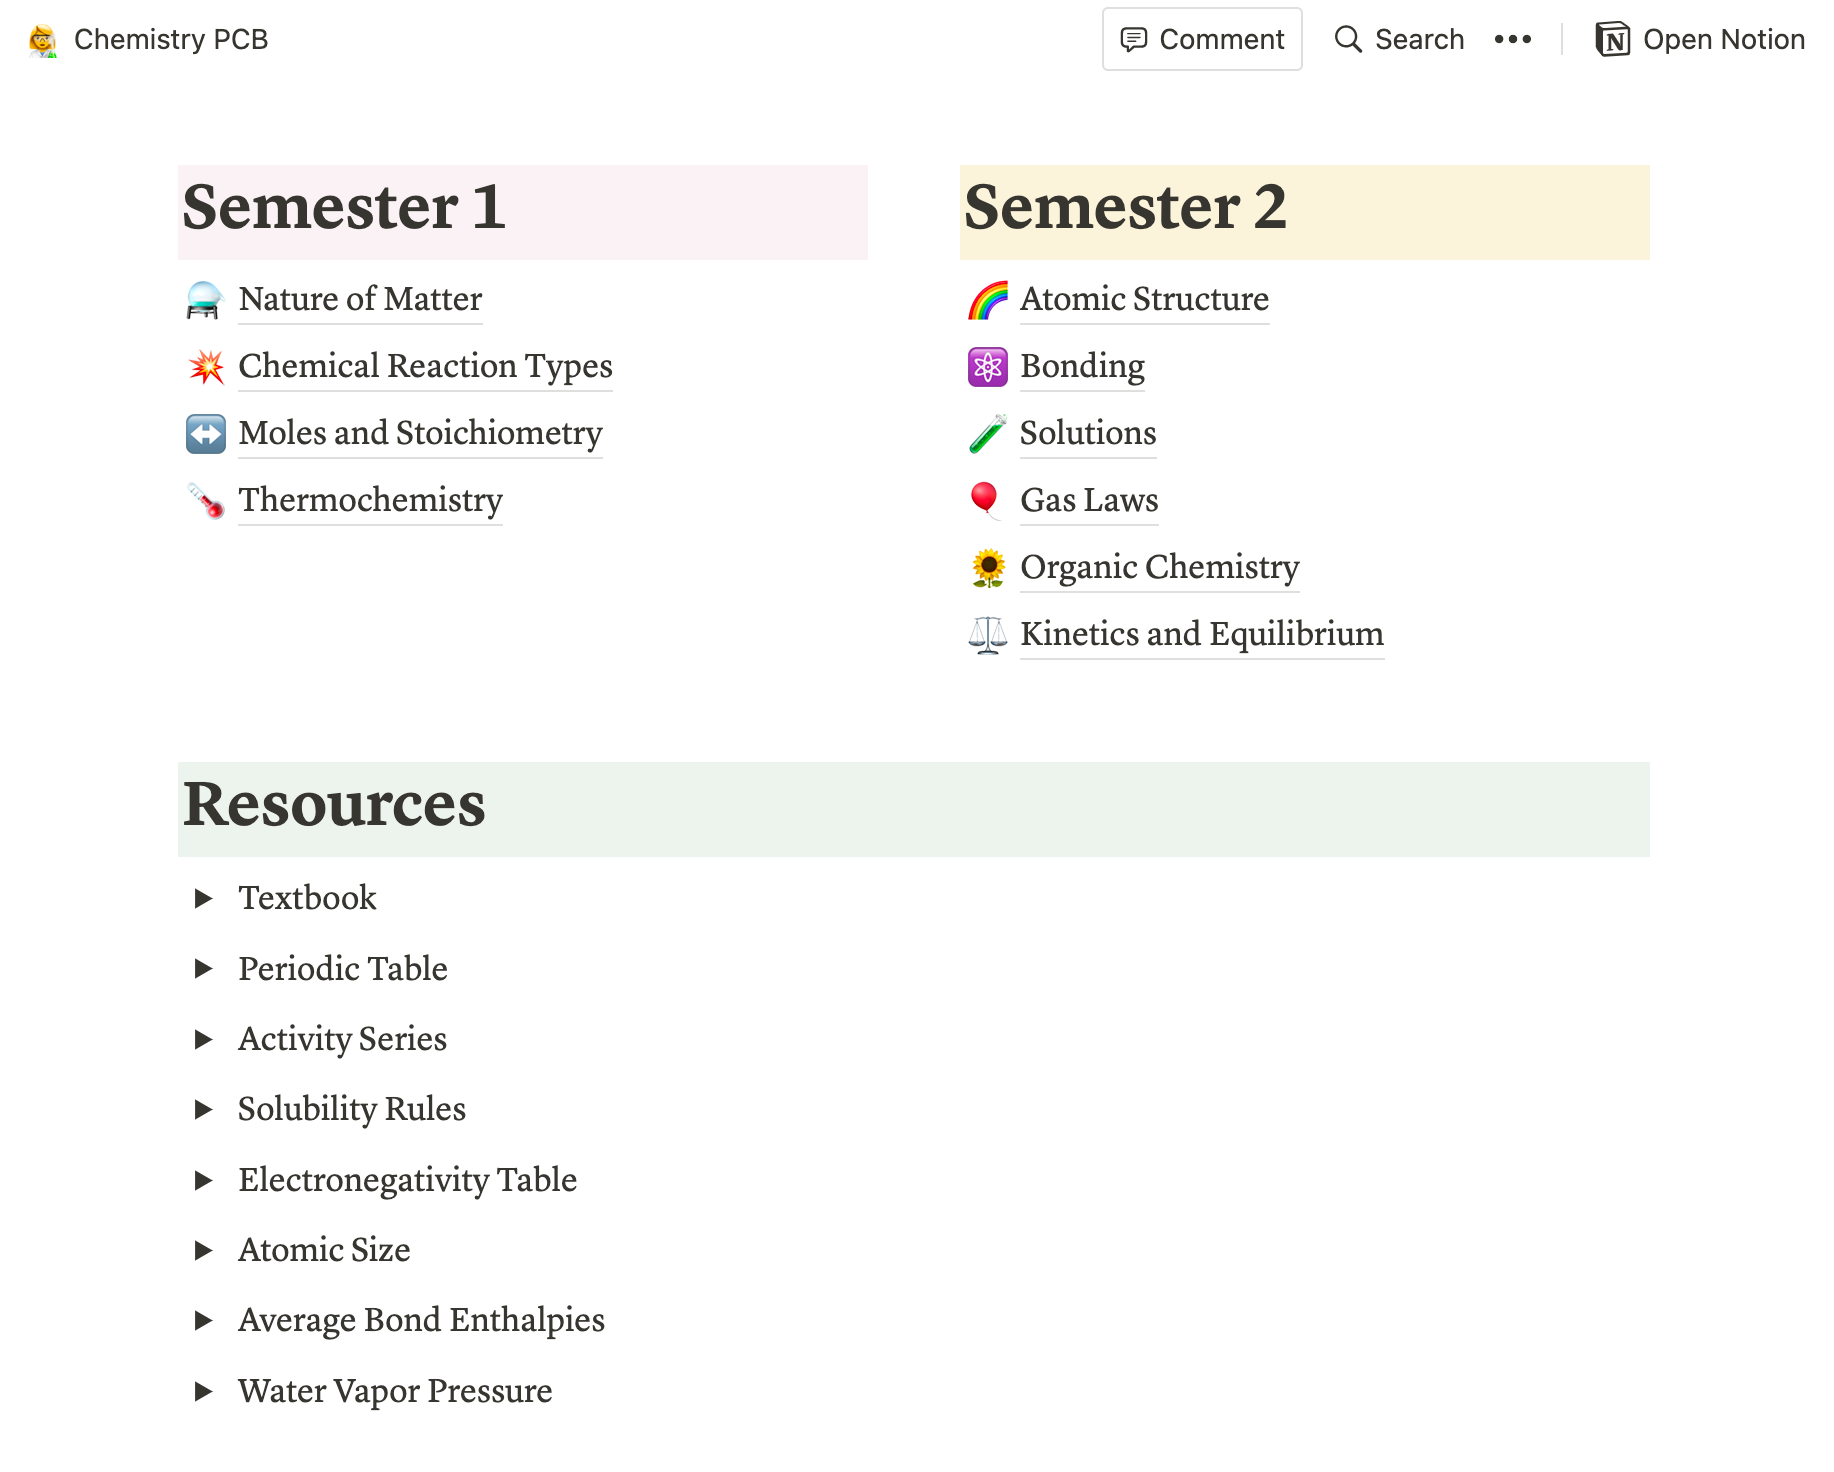 Chemistry PCB
Comment
Search
Open Notion
Semester 1
Nature of Matter
Chemical Reaction Types
Moles and Stoichiometry
Thermochemistry
Semester 2
Atomic Structure
Bonding
Solutions
Gas Laws
Organic Chemistry
Kinetics and Equilibrium
Resources
Textbook
Periodic Table
Activity Series
Solubility Rules
Electronegativity Table
Atomic Size
Average Bond Enthalpies
Water Vapor Pressure